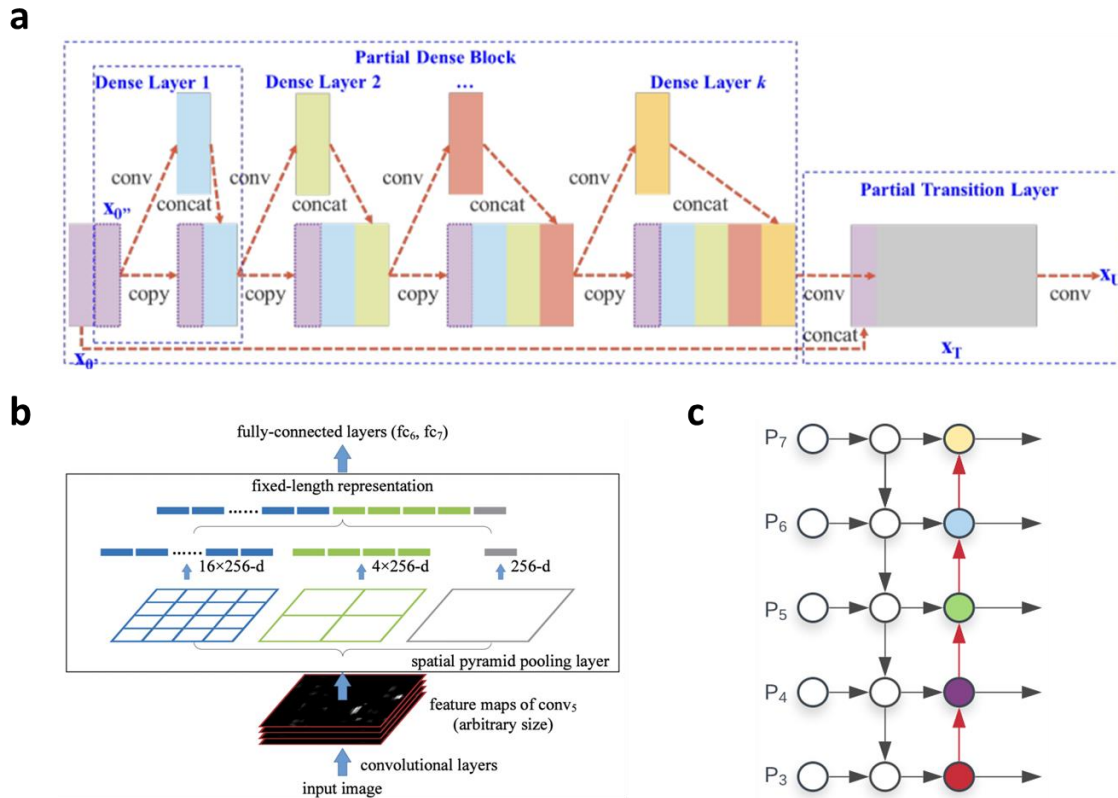 a
Partial Dense Block
Dense Layer 1
Dense Layer 2
...
Dense Layer k
conv
conv
conv
conv
Partial Transition Layer
x₀''
concat
concat
concat
concat
copy
copy
copy
copy
conv
conv
x_U
x₀'
concat
x_T
b
fully-connected layers (fc₆, fc₇)
fixed-length representation
......
......
16×256-d
4×256-d
256-d
spatial pyramid pooling layer
feature maps of conv₅
(arbitrary size)
convolutional layers
input image
c
P₇
P₆
P₅
P₄
P₃